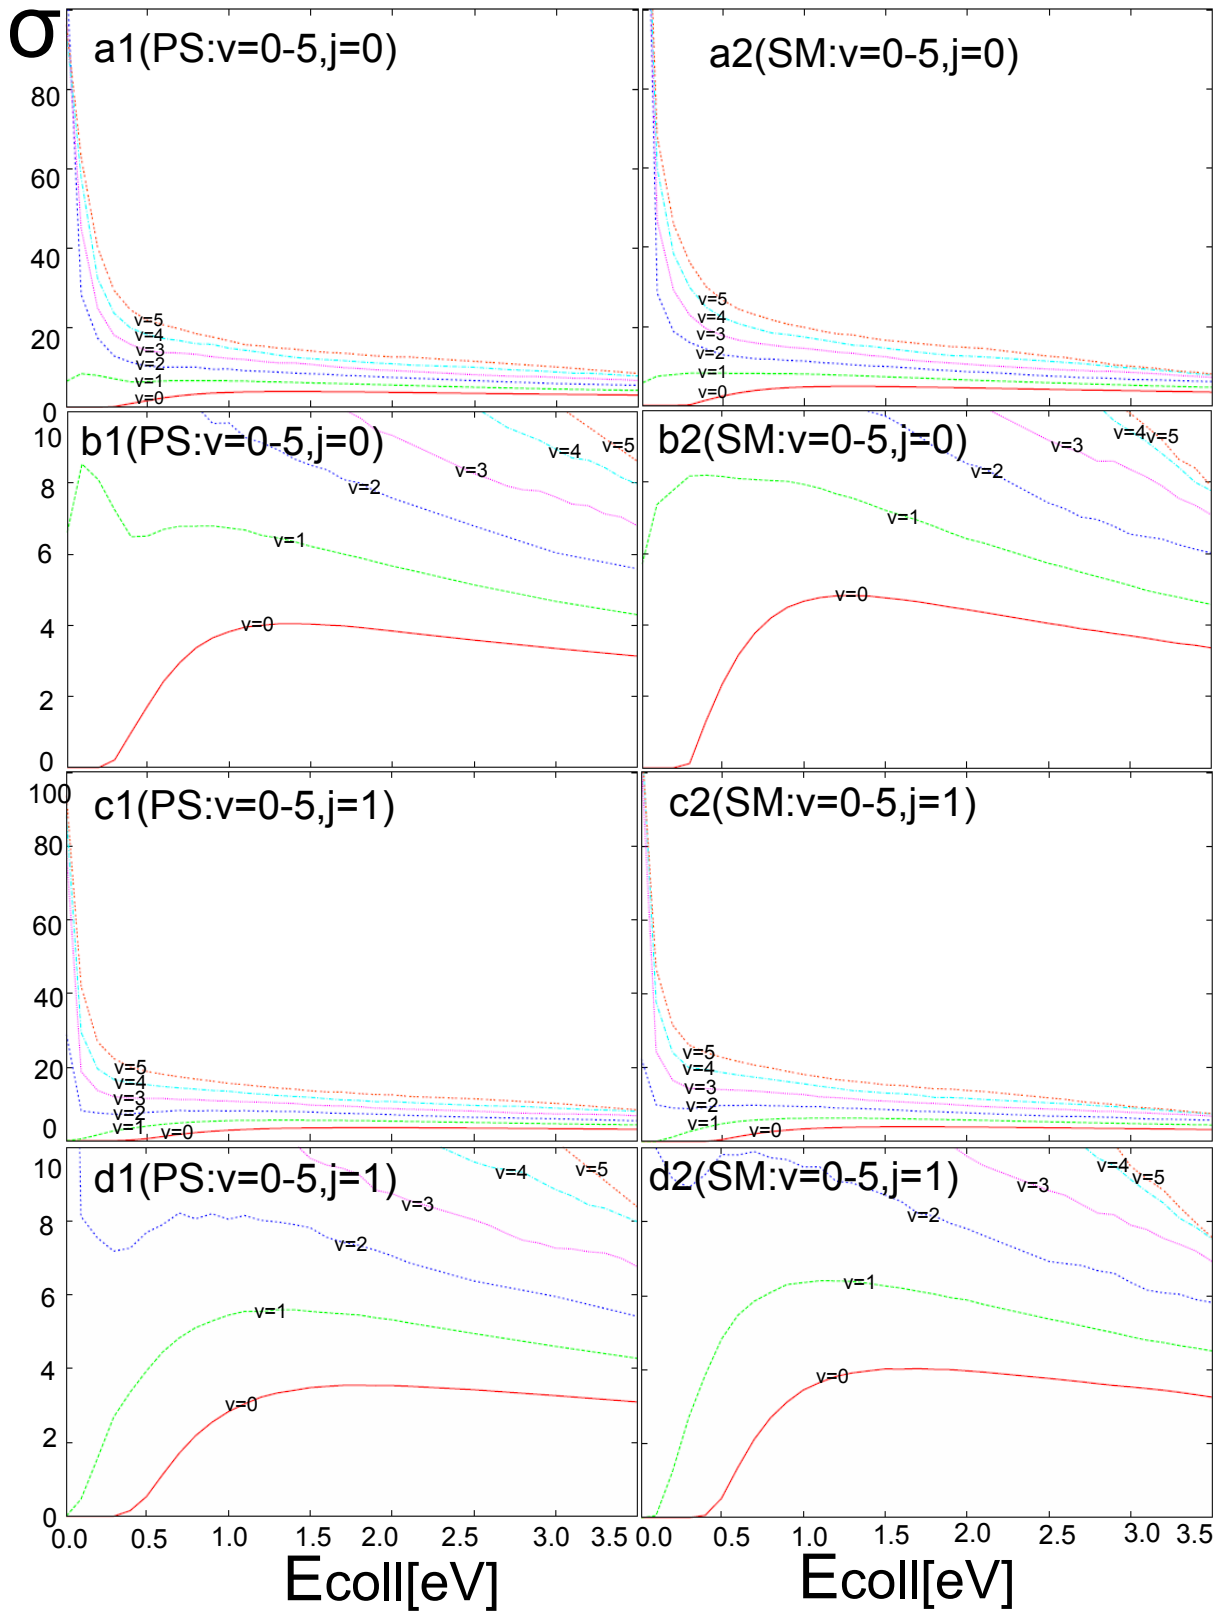 σ
a1(PS:v=0-5,j=0)
80
60
40
20
0
v=5
v=4
v=3
v=2
v=1
v=0
a2(SM:v=0-5,j=0)
v=5
v=4
v=3
v=2
v=1
v=0
b1(PS:v=0-5,j=0)
10
8
6
4
2
0
v=5
v=4
v=3
v=2
v=1
v=0
b2(SM:v=0-5,j=0)
v=4
v=5
v=3
v=2
v=1
v=0
c1(PS:v=0-5,j=1)
100
80
60
40
20
0
v=5
v=4
v=3
v=2
v=1
v=0
c2(SM:v=0-5,j=1)
v=5
v=4
v=3
v=2
v=1
v=0
d1(PS:v=0-5,j=1)
10
8
6
4
2
0
v=5
v=4
v=3
v=2
v=1
v=0
d2(SM:v=0-5,j=1)
v=4
v=5
v=3
v=2
v=1
v=0
0.0 0.5 1.0 1.5 2.0 2.5 3.0
0.0 0.5 1.0 1.5 2.0 2.5 3.0 3.5
Ecoll[eV]
Ecoll[eV]